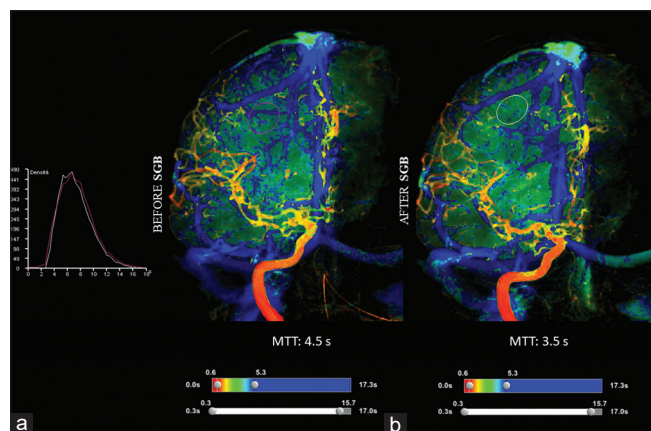 490
441
392
343
294
245
196
147
98
49
0
Densità
0 2 4 6 8 10 12 14 16 18
BEFORE SGB
AFTER SGB
MTT: 4.5 s
MTT: 3.5 s
0.6 5.3
0.0s 17.3s
0.3 15.7
0.3s 17.0s
0.6 5.3
0.0s 17.3s
0.3 15.7
0.3s 17.0s
a
b